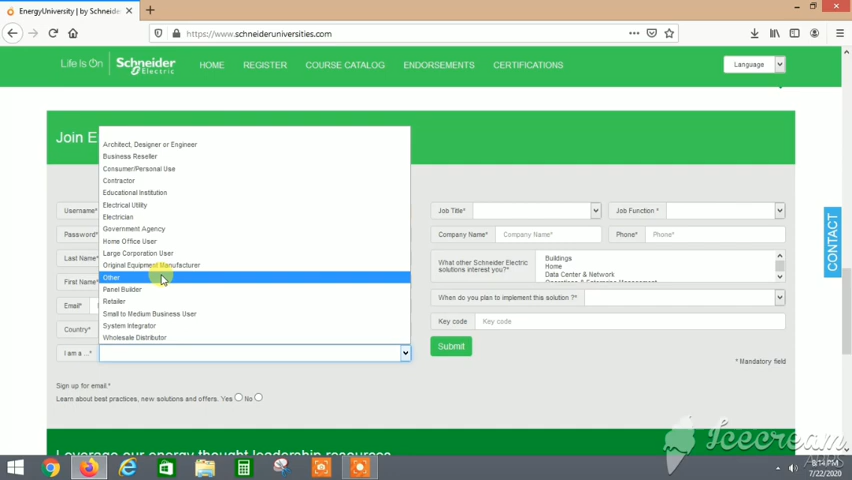 EnergyUniversity | by Schneider
https://www.schneideruniversities.com
Life Is On
Schneider
Electric
HOME
REGISTER
COURSE CATALOG
ENDORSEMENTS
CERTIFICATIONS
Language
Join E
Architect, Designer or Engineer
Business Reseller
Consumer/Personal Use
Contractor
Educational Institution
Electrical Utility
Electrician
Government Agency
Home Office User
Large Corporation User
Original Equipment Manufacturer
Other
Panel Builder
Retailer
Small to Medium Business User
System Integrator
Wholesale Distributor
Username*
Password*
Last Name*
First Name*
Email*
Country*
I am a ...*
Job Title*
Job Function *
Company Name*
Company Name*
Phone*
Phone*
What other Schneider Electric
solutions interest you?*
Buildings
Home
Data Center & Network
When do you plan to implement this solution ?*
Key code
Key code
Submit
* Mandatory field
Sign up for email.*
Learn about best practices, new solutions and offers. Yes No
CONTACT
Leverage our energy thought leadership resources
Icecream
Apps
8:14 PM
7/22/2020